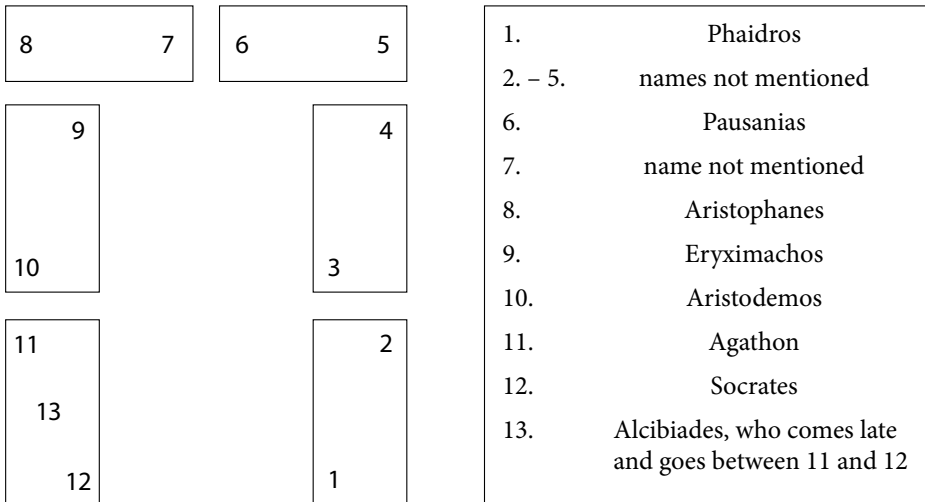 8 7 6 5
9 4
10 3
11 2
13
12 1
1. Phaidros
2. – 5. names not mentioned
6. Pausanias
7. name not mentioned
8. Aristophanes
9. Eryximachos
10. Aristodemos
11. Agathon
12. Socrates
13. Alcibiades, who comes late
and goes between 11 and 12